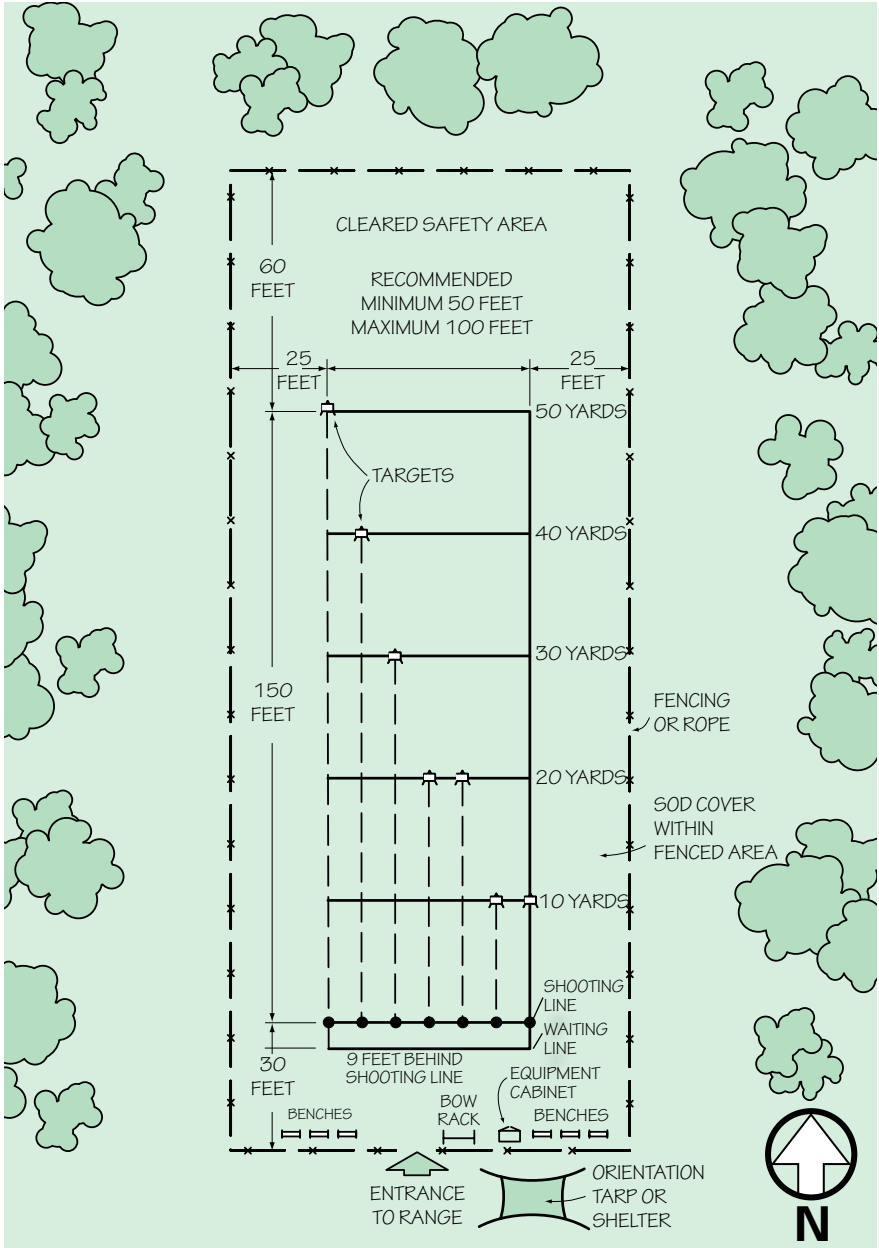 CLEARED SAFETY AREA
60
FEET
RECOMMENDED
MINIMUM 50 FEET
MAXIMUM 100 FEET
25
FEET
25
FEET
50 YARDS
TARGETS
40 YARDS
30 YARDS
150
FEET
FENCING
OR ROPE
20 YARDS
SOD COVER
WITHIN
FENCED AREA
10 YARDS
SHOOTING
LINE
WAITING
LINE
30
FEET
9 FEET BEHIND
SHOOTING LINE
EQUIPMENT
CABINET
BENCHES
BOW
RACK
BENCHES
ENTRANCE
TO RANGE
ORIENTATION
TARP OR
SHELTER
N